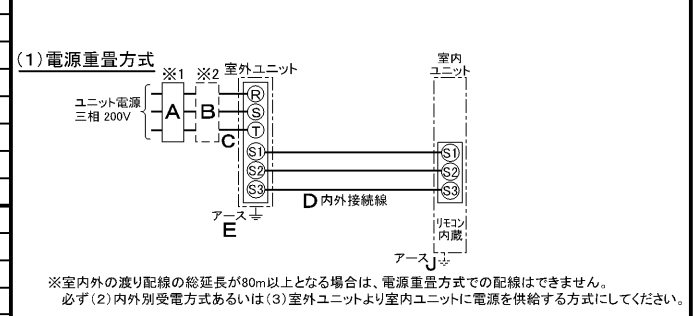 (1)電源重畳方式
※1 ※2 室外ユニット 室内
ユニット
ユニット電源
三相 200V
A B
R
S
T
C
S1 S1
S2 S2
S3 S3
D 内外接続線
アース
E
リモコン
内蔵
アース J
※室内外の渡り配線の総延長が80m以上となる場合は、電源重畳方式での配線はできません。
必ず(2)内外別受電方式あるいは(3)室外ユニットより室内ユニットに電源を供給する方式にしてください。